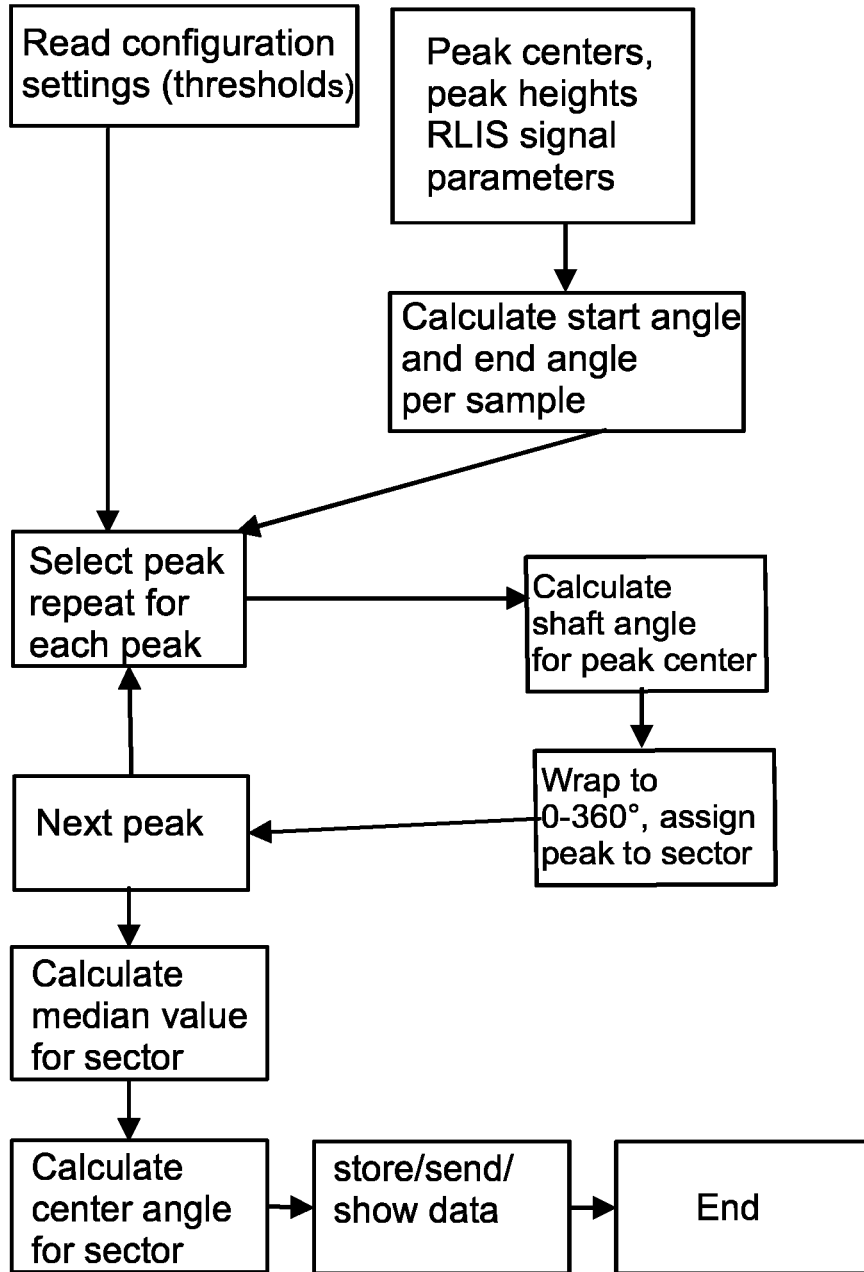 Read configuration
settings (thresholds)
Peak centers,
peak heights
RLIS signal
parameters
Calculate start angle
and end angle
per sample
Select peak
repeat for
each peak
Calculate
shaft angle
for peak center
Wrap to
0-360°, assign
peak to sector
Next peak
Calculate
median value
for sector
Calculate
center angle
for sector
store/send/
show data
End